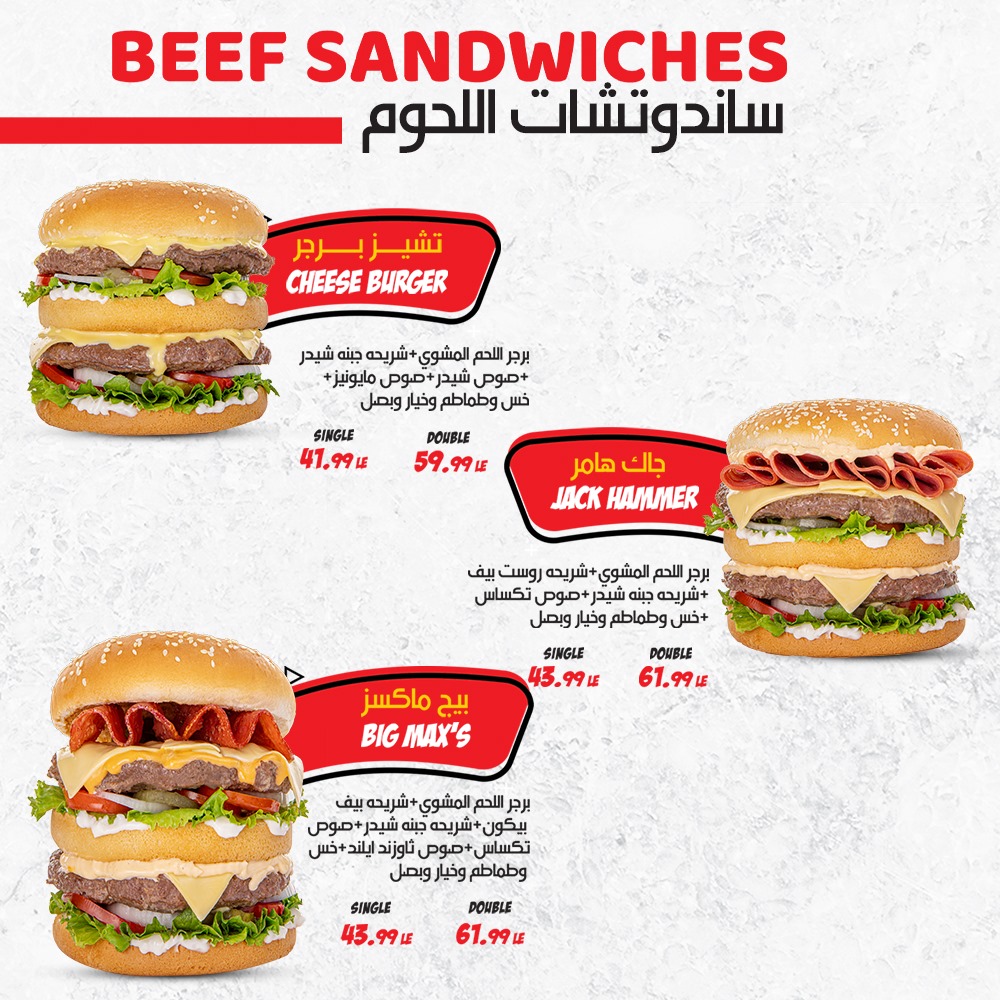 BEEF SANDWICHES
ساندوتشات اللحوم
تشيز برجر
CHEESE BURGER
برجر اللحم المشوي+شريحه جبنه شيدر
+صوص شيدر+صوص مايونيز+
خس وطماطم وخيار وبصل
SINGLE DOUBLE
41.99 LE 59.99 LE
جاك هامر
JACK HAMMER
برجر اللحم المشوي+شريحه روست بيف
+شريحه جبنه شيدر+صوص تكساس
+خس وطماطم وخيار وبصل
SINGLE DOUBLE
43.99 LE 61.99 LE
بيج ماكسز
BIG MAX'S
برجر اللحم المشوي+شريحه بيف
بيكون+شريحه جبنه شيدر+صوص
تكساس+صوص ثاوزند ايلند+خس
وطماطم وخيار وبصل
SINGLE DOUBLE
43.99 LE 61.99 LE